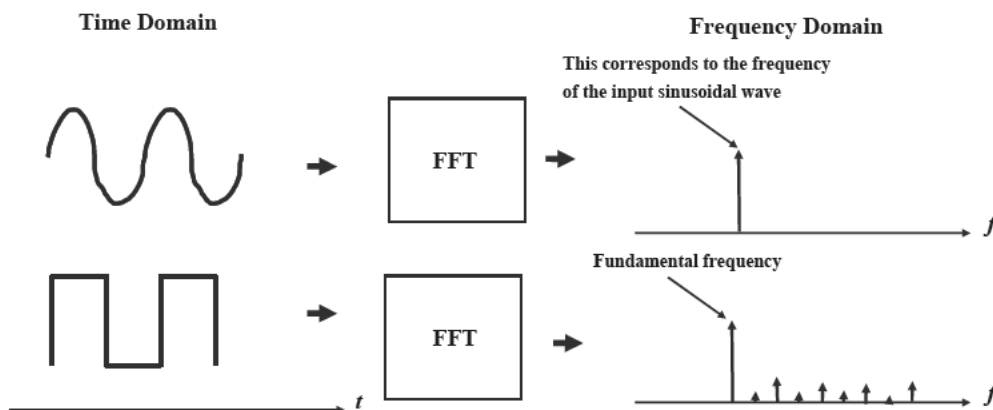 Time Domain
Frequency Domain
This corresponds to the frequency
of the input sinusoidal wave
FFT
f
Fundamental frequency
FFT
t
f